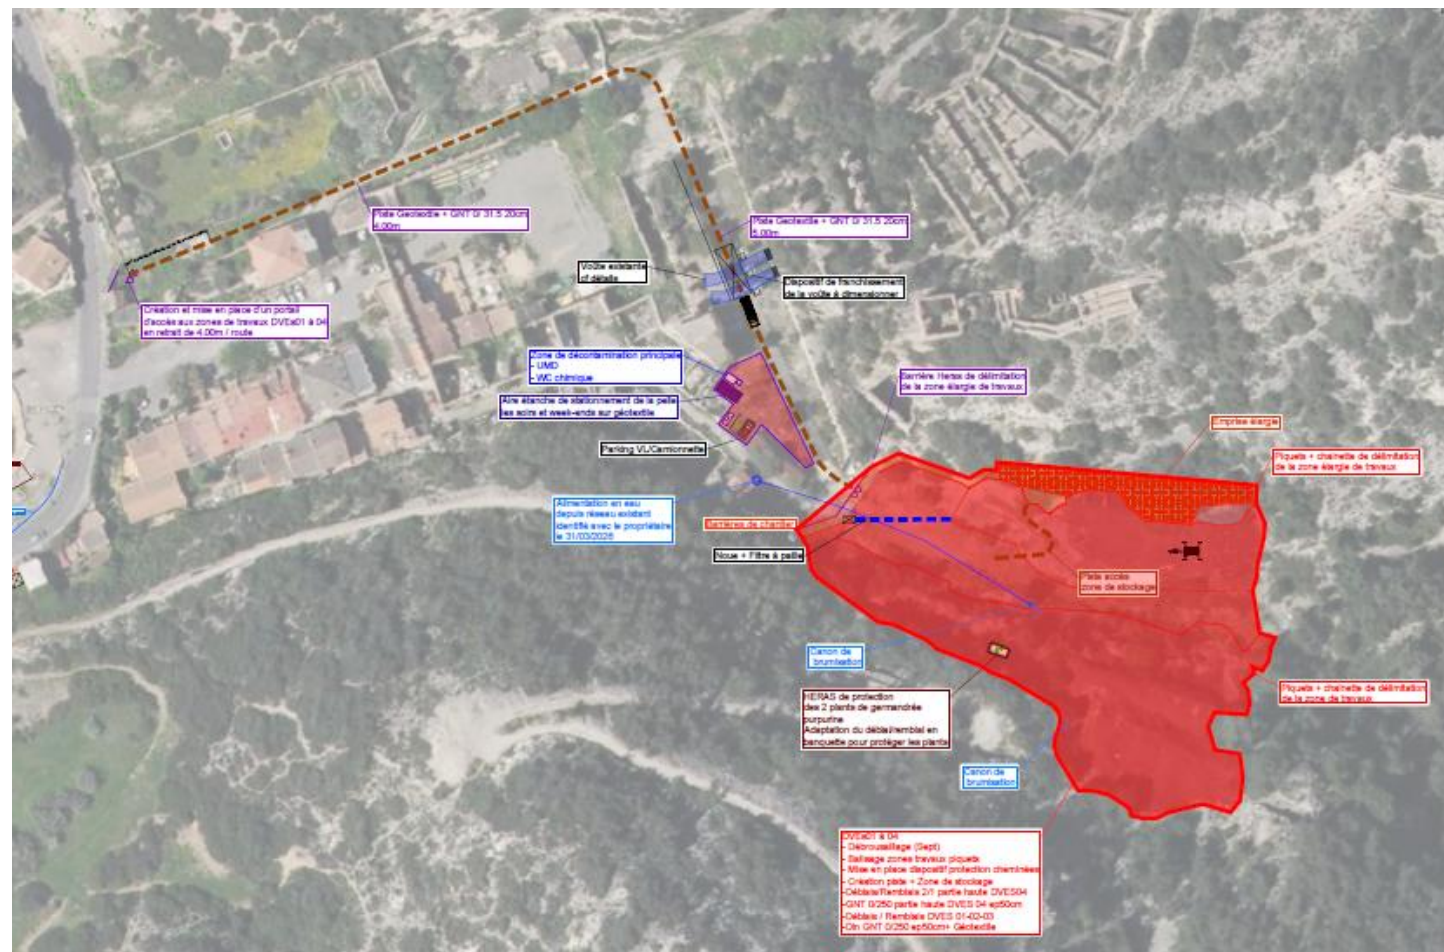 Piste Géotextile + GNT 0/ 31.5 20cm
4.00m
Piste Géotextile + GNT 0/ 31.5 20cm
5.00m
Voûte existante
cf détails
Dispositif de franchissement
de la voûte à dimensionner
Création et mise en place d'un portail
d'accès aux zones de travaux DVEs01 à 04
en retrait de 4.00m / route
Zone de décontamination principale
- UMD
- WC chimique
Aire étanche de stationnement de la pelle
les soirs et week-ends sur géotextile
Parking VL/Camionnette
Barrière Heras de délimitation
de la zone élargie de travaux
Emprise élargie
Piquets + chainette de délimitation
de la zone élargie de travaux
Alimentation en eau
depuis réseau existant
identifié avec le propriétaire
le 31/03/2026
Barrières de chantier
Noue + Filtre à paille
Piste accès
zone de stockage
Canon de
brumisation
HERAS de protection
des 2 plants de germandrée
purpurine
Adaptation du déblai/remblai en
banquette pour protéger les plants
Piquets + chainette de délimitation
de la zone de travaux
Canon de
brumisation
DVEs01 à 04
- Débrousaillage (Sept)
- Balisage zones travaux piquets
- Mise en place dispositif protection cheminées
- Création piste + Zone de stockage
-Déblais/Remblais 2/1 partie haute DVES04
-GNT 0/250 partie haute DVES 04 ep50cm
-Déblais / Remblais DVES 01-02-03
GNT 0/250 ep50cm+ Géotextile